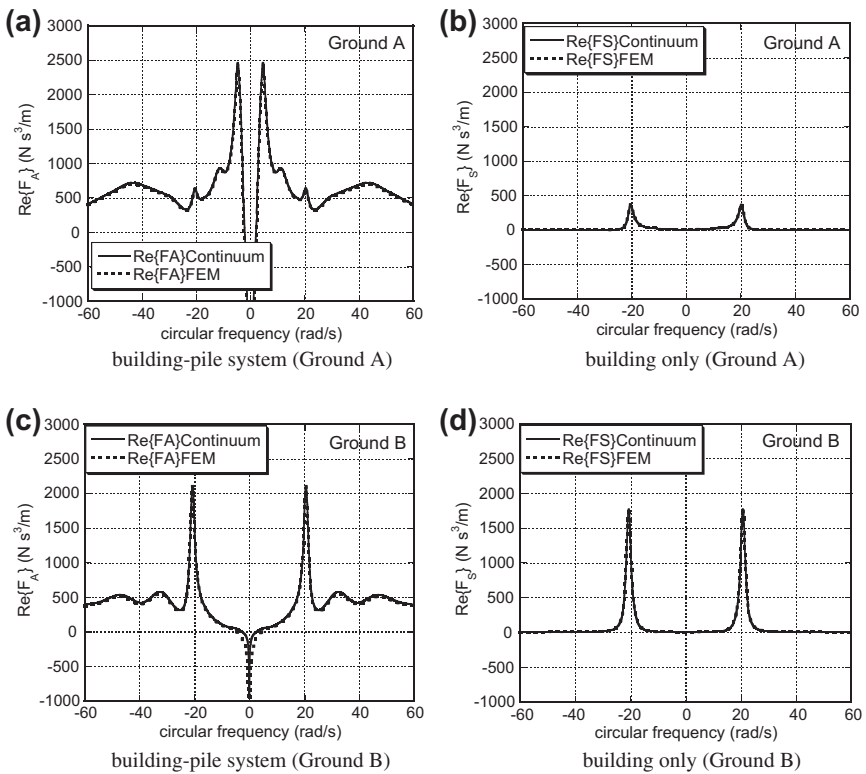 (a)
3000
2500
2000
1500
1000
500
0
-500
-1000
Re{F_A} (N s³/m)
Ground A
Re{FA}Continuum
Re{FA}FEM
-60 -40 -20 0 20 40 60
circular frequency (rad/s)
building-pile system (Ground A)
(b)
3000
2500
2000
1500
1000
500
0
-500
-1000
Re{F_S} (N s³/m)
Re{FS}Continuum
Re{FS}FEM
Ground A
-60 -40 -20 0 20 40 60
circular frequency (rad/s)
building only (Ground A)
(c)
3000
2500
2000
1500
1000
500
0
-500
-1000
Re{F_A} (N s³/m)
Re{FA}Continuum
Re{FA}FEM
Ground B
-60 -40 -20 0 20 40 60
circular frequency (rad/s)
building-pile system (Ground B)
(d)
3000
2500
2000
1500
1000
500
0
-500
-1000
Re{F_S} (N s³/m)
Re{FS}Continuum
Re{FS}FEM
Ground B
-60 -40 -20 0 20 40 60
circular frequency (rad/s)
building only (Ground B)